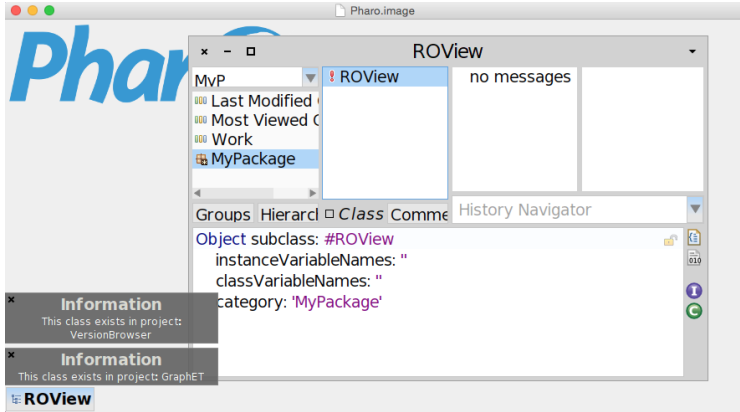 Pharo.image
Phar
ROView
MyP
ROView
no messages
Last Modified
Most Viewed
Work
MyPackage
Groups
Hierarch
Class
Comme
History Navigator
Object subclass: #ROView
instanceVariableNames: ''
classVariableNames: ''
category: 'MyPackage'
010
I
C
Information
This class exists in project:
VersionBrowser
Information
This class exists in project: GraphET
ROView